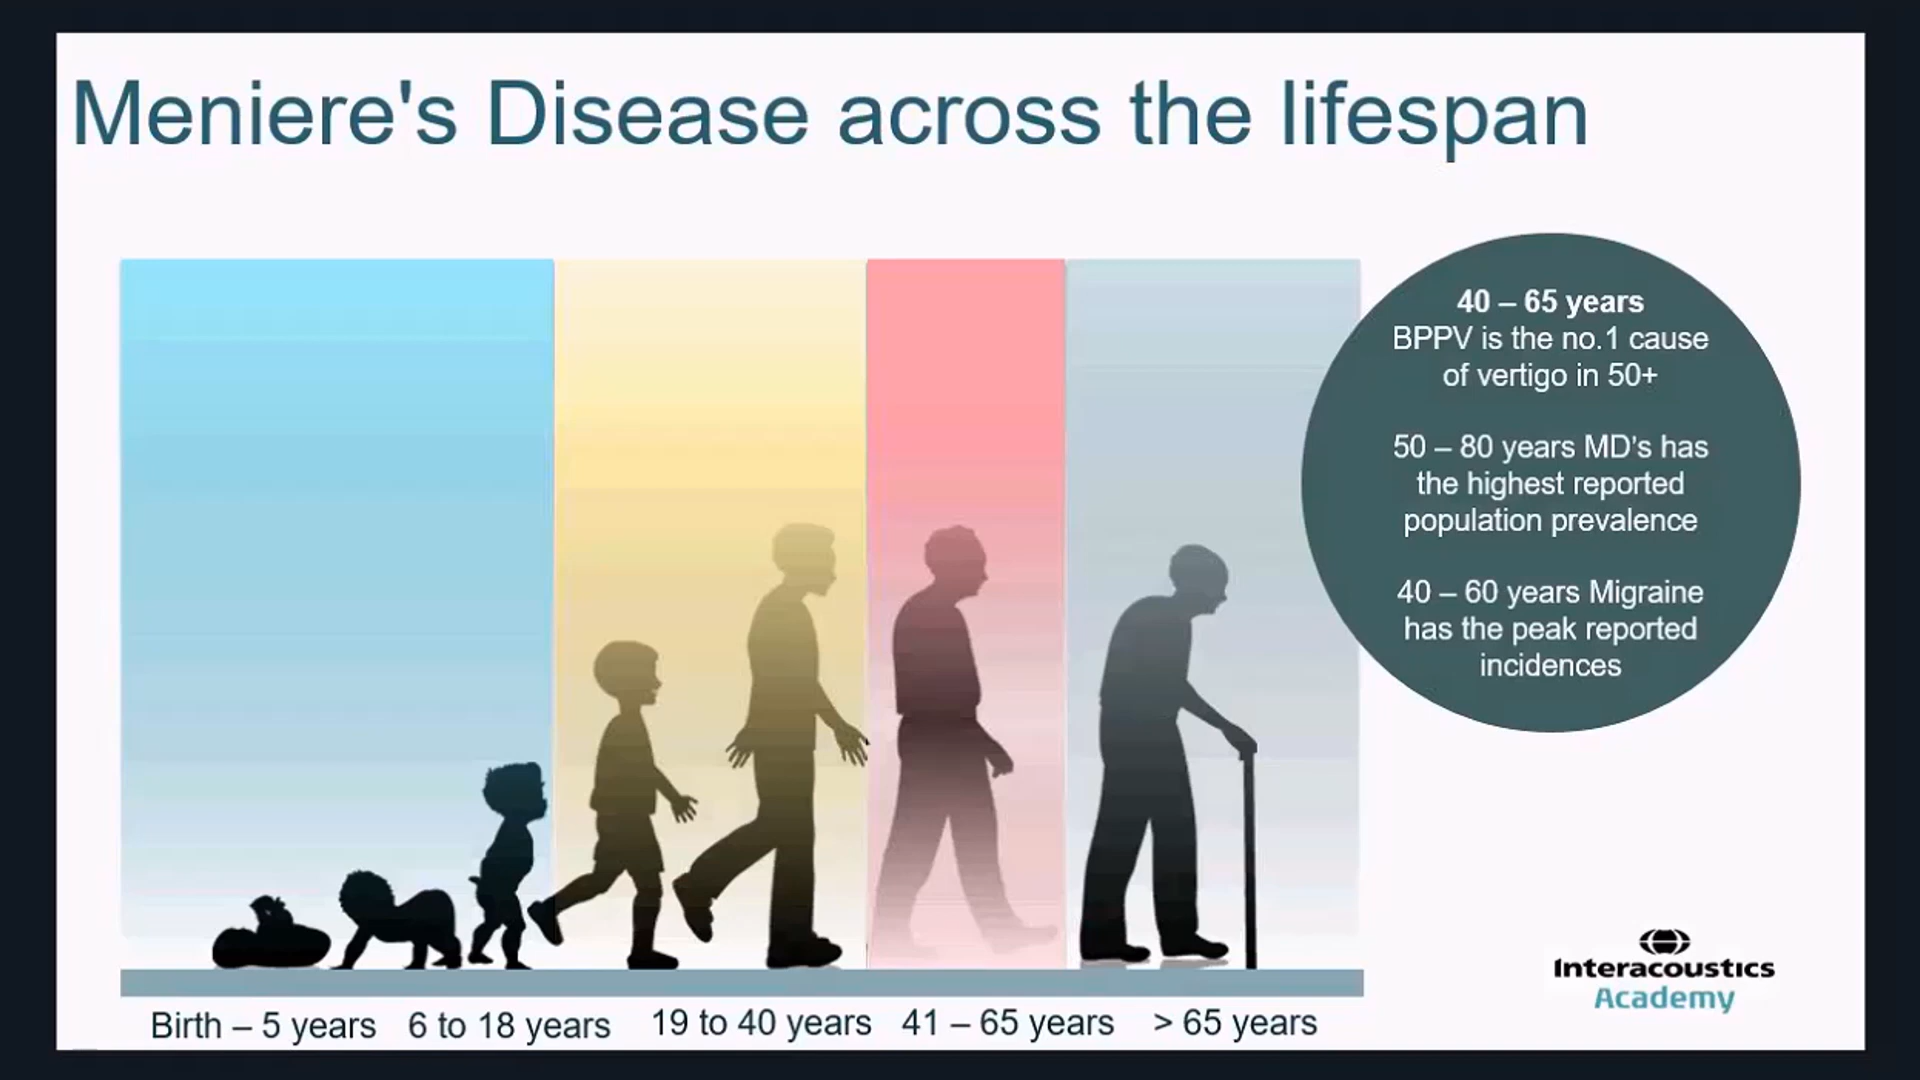 Meniere's Disease across the lifespan
40 – 65 years
BPPV is the no.1 cause
of vertigo in 50+
50 – 80 years MD's has
the highest reported
population prevalence
40 – 60 years Migraine
has the peak reported
incidences
Interacoustics
Academy
Birth – 5 years
6 to 18 years
19 to 40 years
41 – 65 years
> 65 years